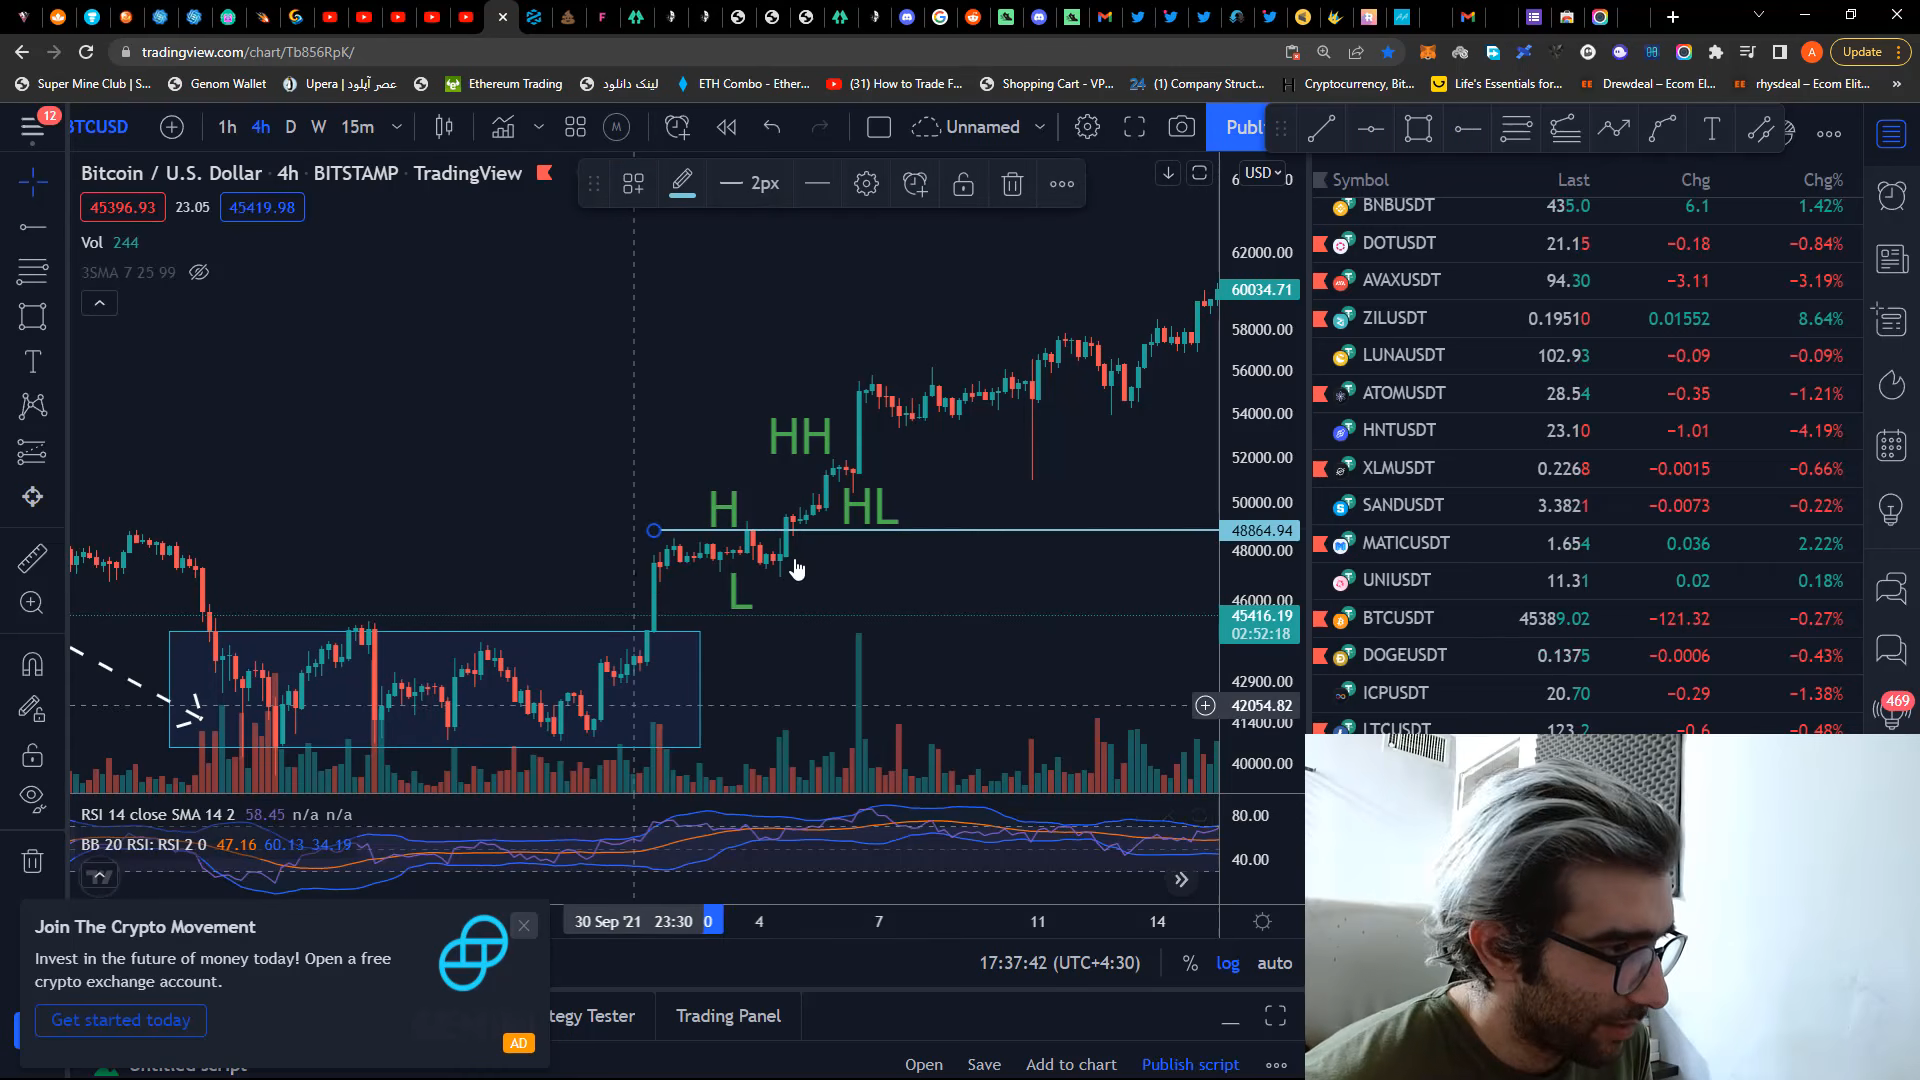 tradingview.com/chart/Tb856RpK/
Update
Super Mine Club | S...
Genom Wallet
Upera | عصر آپلود
Ethereum Trading
لینک دانلود
ETH Combo - Ether...
(31) How to Trade F...
Shopping Cart - VP...
(1) Company Struct...
Cryptocurrency, Bit...
Life's Essentials for...
Drewdeal – Ecom El...
rhysdeal – Ecom Elit...
12
BTCUSD
1h
4h
D
W
15m
Unnamed
Publ
Bitcoin / U.S. Dollar · 4h · BITSTAMP · TradingView
2px
USD
45396.93
23.05
45419.98
Vol 244
3SMA 7 25 99
62000.00
60034.71
58000.00
56000.00
54000.00
52000.00
50000.00
48864.94
48000.00
46000.00
45416.19
02:52:18
42900.00
42054.82
41400.00
40000.00
HH
H
HL
L
RSI 14 close SMA 14 2 58.45 n/a n/a
80.00
BB 20 RSI: RSI 2 0 47.16 60.13 34.19
40.00
30 Sep '21 23:30
0
4
7
11
14
17:37:42 (UTC+4:30)
%
log
auto
Join The Crypto Movement
Invest in the future of money today! Open a free
crypto exchange account.
Get started today
AD
tegy Tester
Trading Panel
Open
Save
Add to chart
Publish script
Symbol Last Chg Chg%
BNBUSDT 435.0 6.1 1.42%
DOTUSDT 21.15 −0.18 −0.84%
AVAXUSDT 94.30 −3.11 −3.19%
ZILUSDT 0.19510 0.01552 8.64%
LUNAUSDT 102.93 −0.09 −0.09%
ATOMUSDT 28.54 −0.35 −1.21%
HNTUSDT 23.10 −1.01 −4.19%
XLMUSDT 0.2268 −0.0015 −0.66%
SANDUSDT 3.3821 −0.0073 −0.22%
MATICUSDT 1.654 0.036 2.22%
UNIUSDT 11.31 0.02 0.18%
BTCUSDT 45389.02 −121.32 −0.27%
DOGEUSDT 0.1375 −0.0006 −0.43%
ICPUSDT 20.70 −0.29 −1.38%
LTCUSDT 123.2 −0.6 −0.48%
469